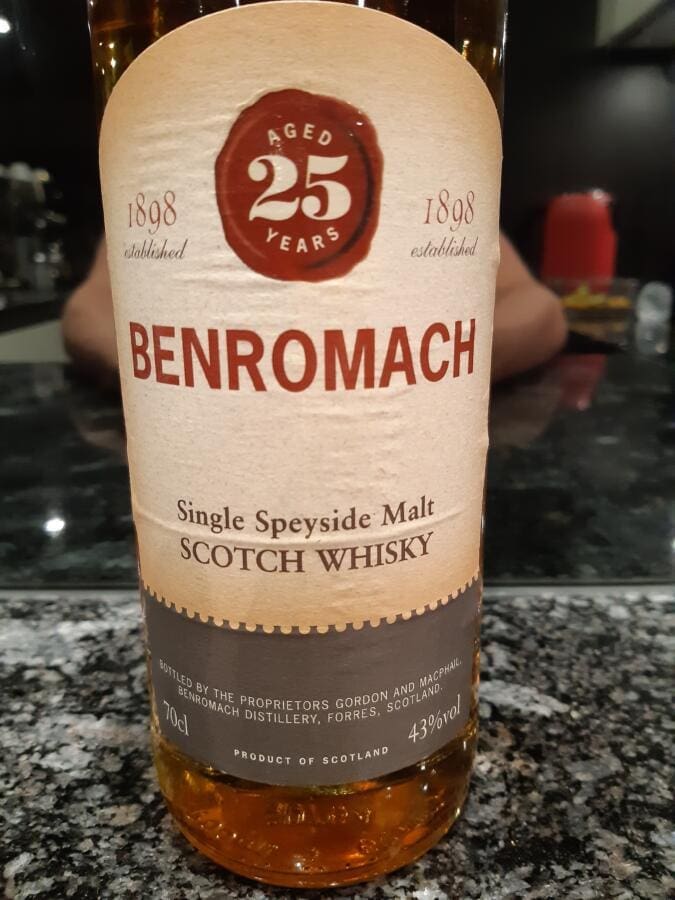 AGED
25
YEARS
1898
established
1898
established
BENROMACH
Single Speyside Malt
SCOTCH WHISKY
BOTTLED BY THE PROPRIETORS GORDON AND MACPHAIL,
BENROMACH DISTILLERY, FORRES, SCOTLAND.
70cl
43%vol
PRODUCT OF SCOTLAND